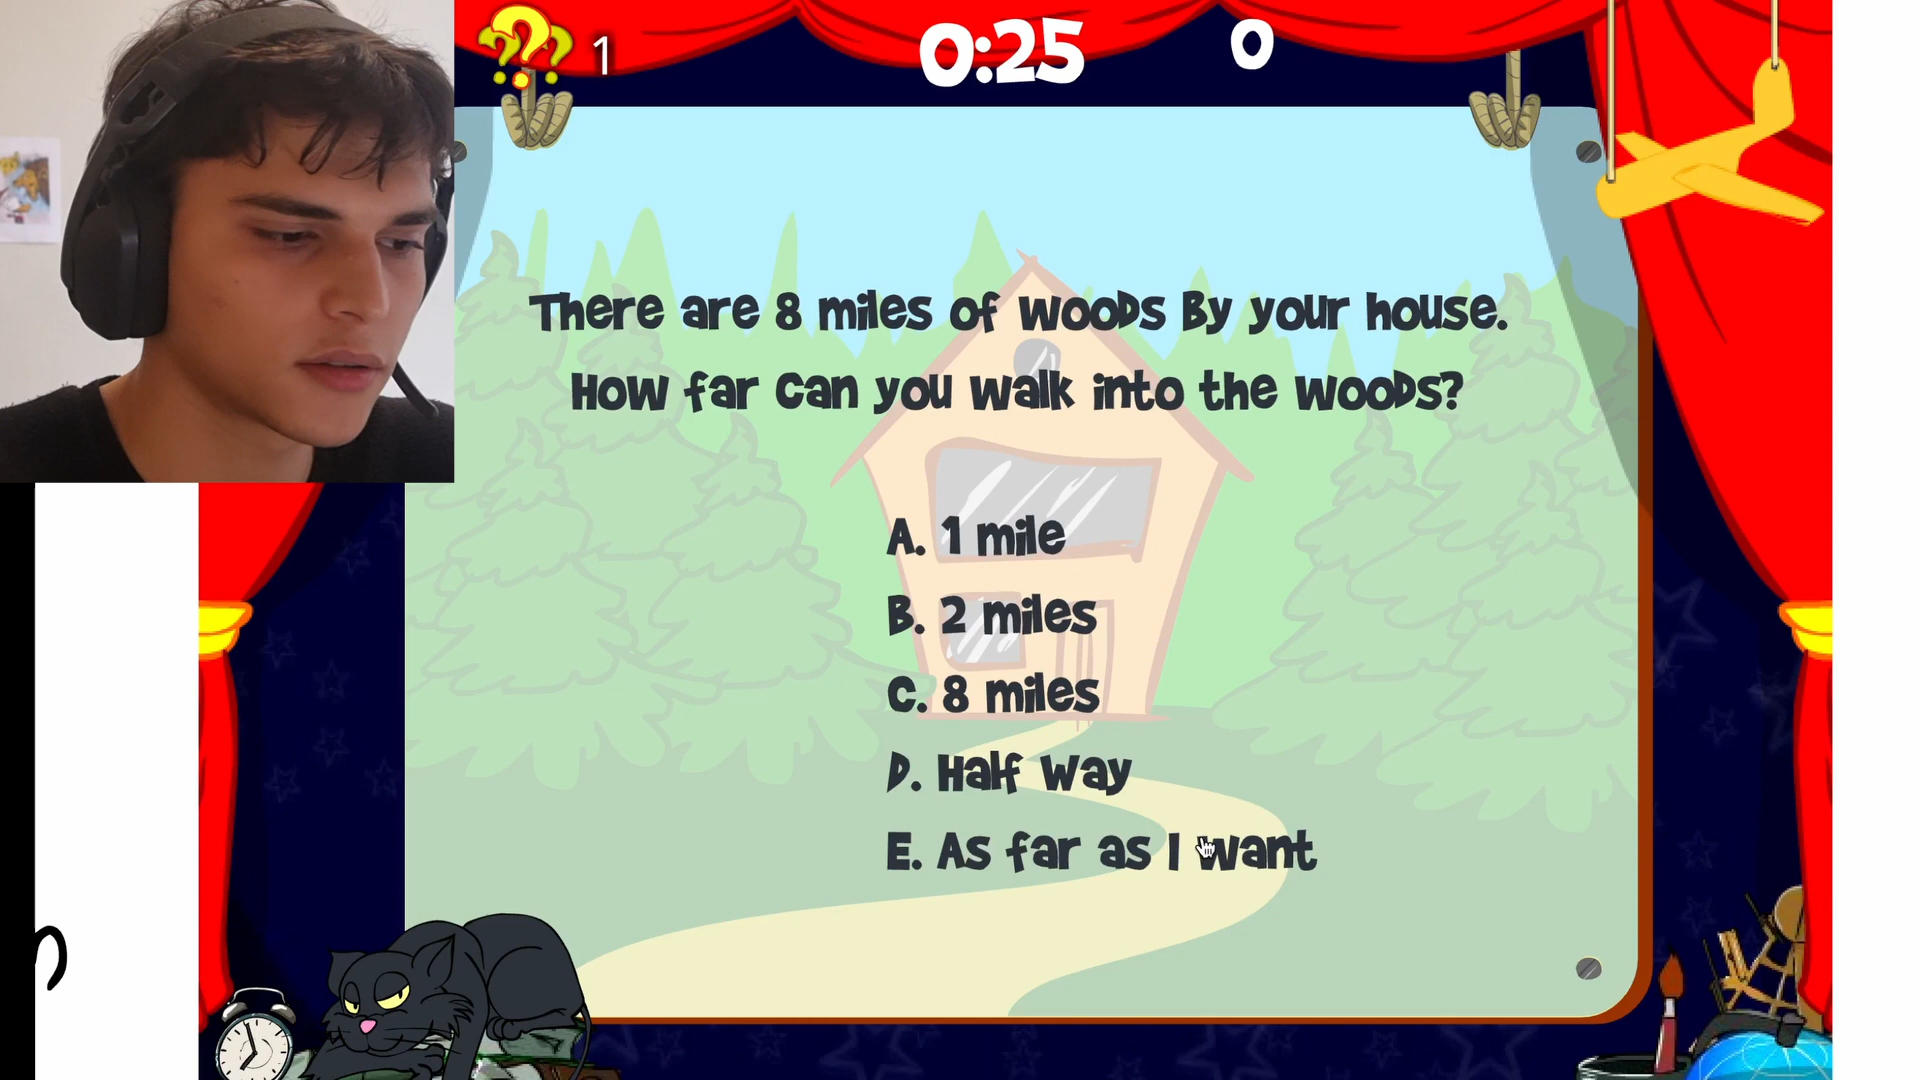 ??? 1
0:25
0
There are 8 miles of woods by your house.
How far can you walk into the woods?
A. 1 mile
B. 2 miles
C. 8 miles
D. Half way
E. As far as I want